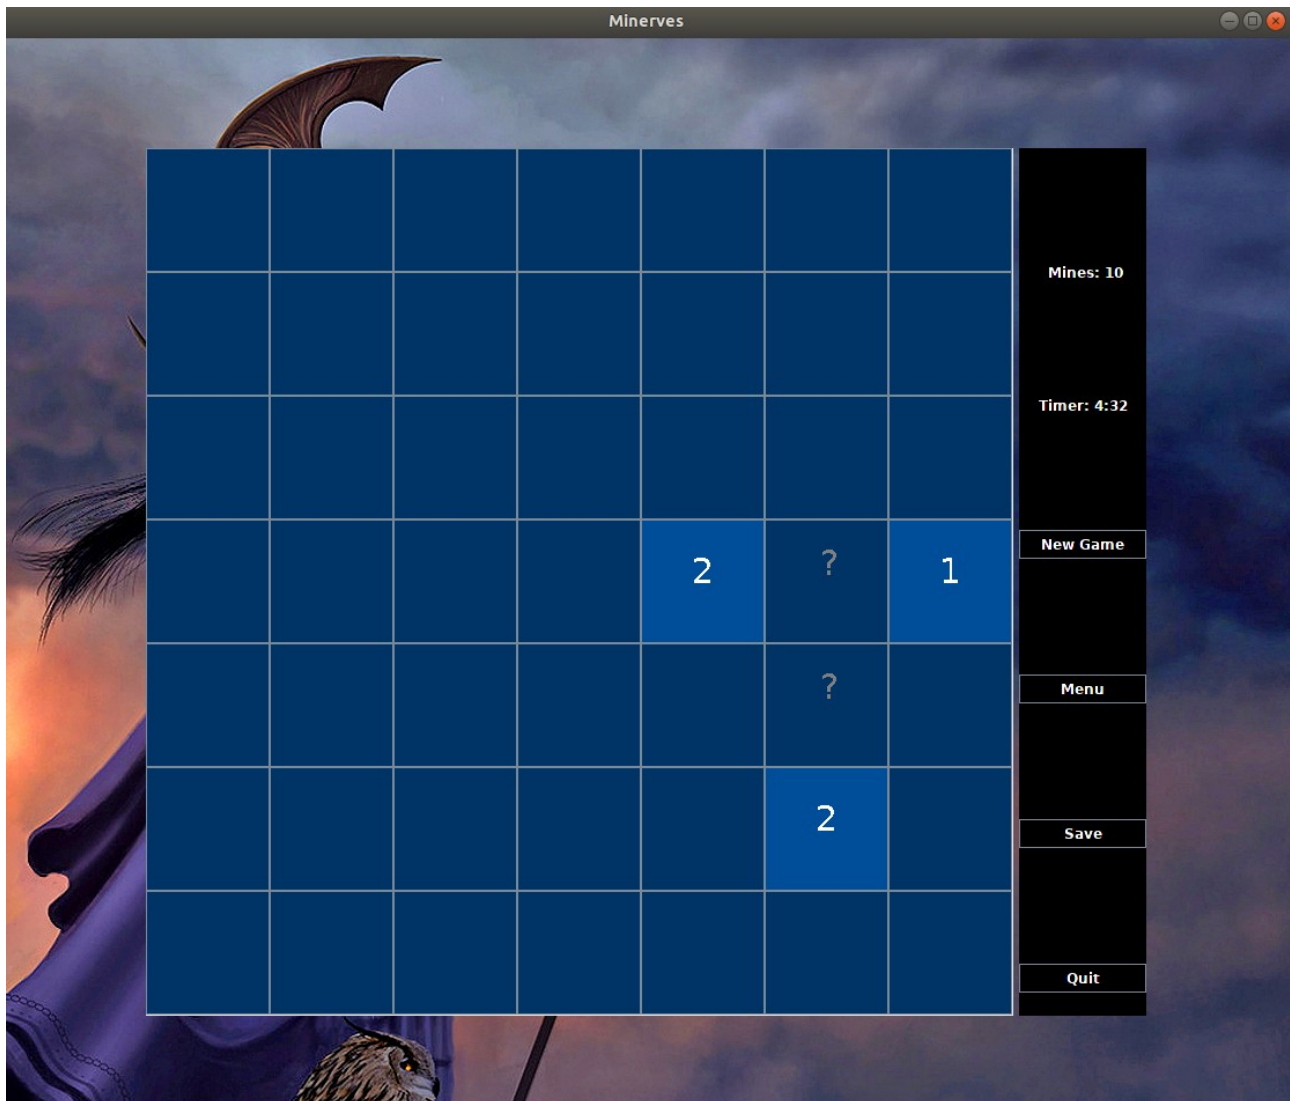 Minerves
Mines: 10
Timer: 4:32
2 ? 1
New Game
?
Menu
2
Save
Quit